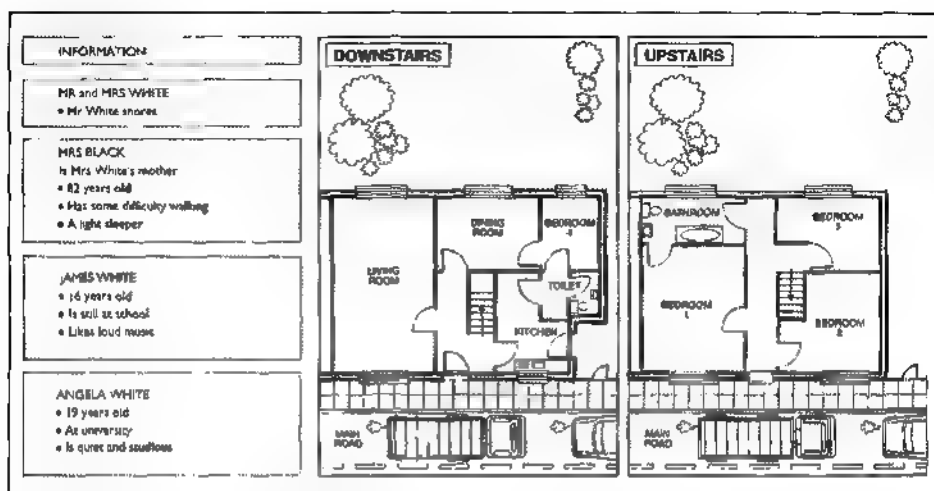 INFORMATION
MR and MRS WHITE
• Mr White snores
MRS BLACK
Is Mrs White's mother
• 82 years old
• Has some difficulty walking
• A light sleeper
JAMES WHITE
• 16 years old
• Is still at school
• Likes loud music
ANGELA WHITE
• 19 years old
• At university
• Is quiet and studious
DOWNSTAIRS
LIVING
ROOM
DINING
ROOM
BEDROOM
4
TOILET
KITCHEN
MAIN
ROAD
UPSTAIRS
BATHROOM
BEDROOM
3
BEDROOM
1
BEDROOM
2
MAIN
ROAD